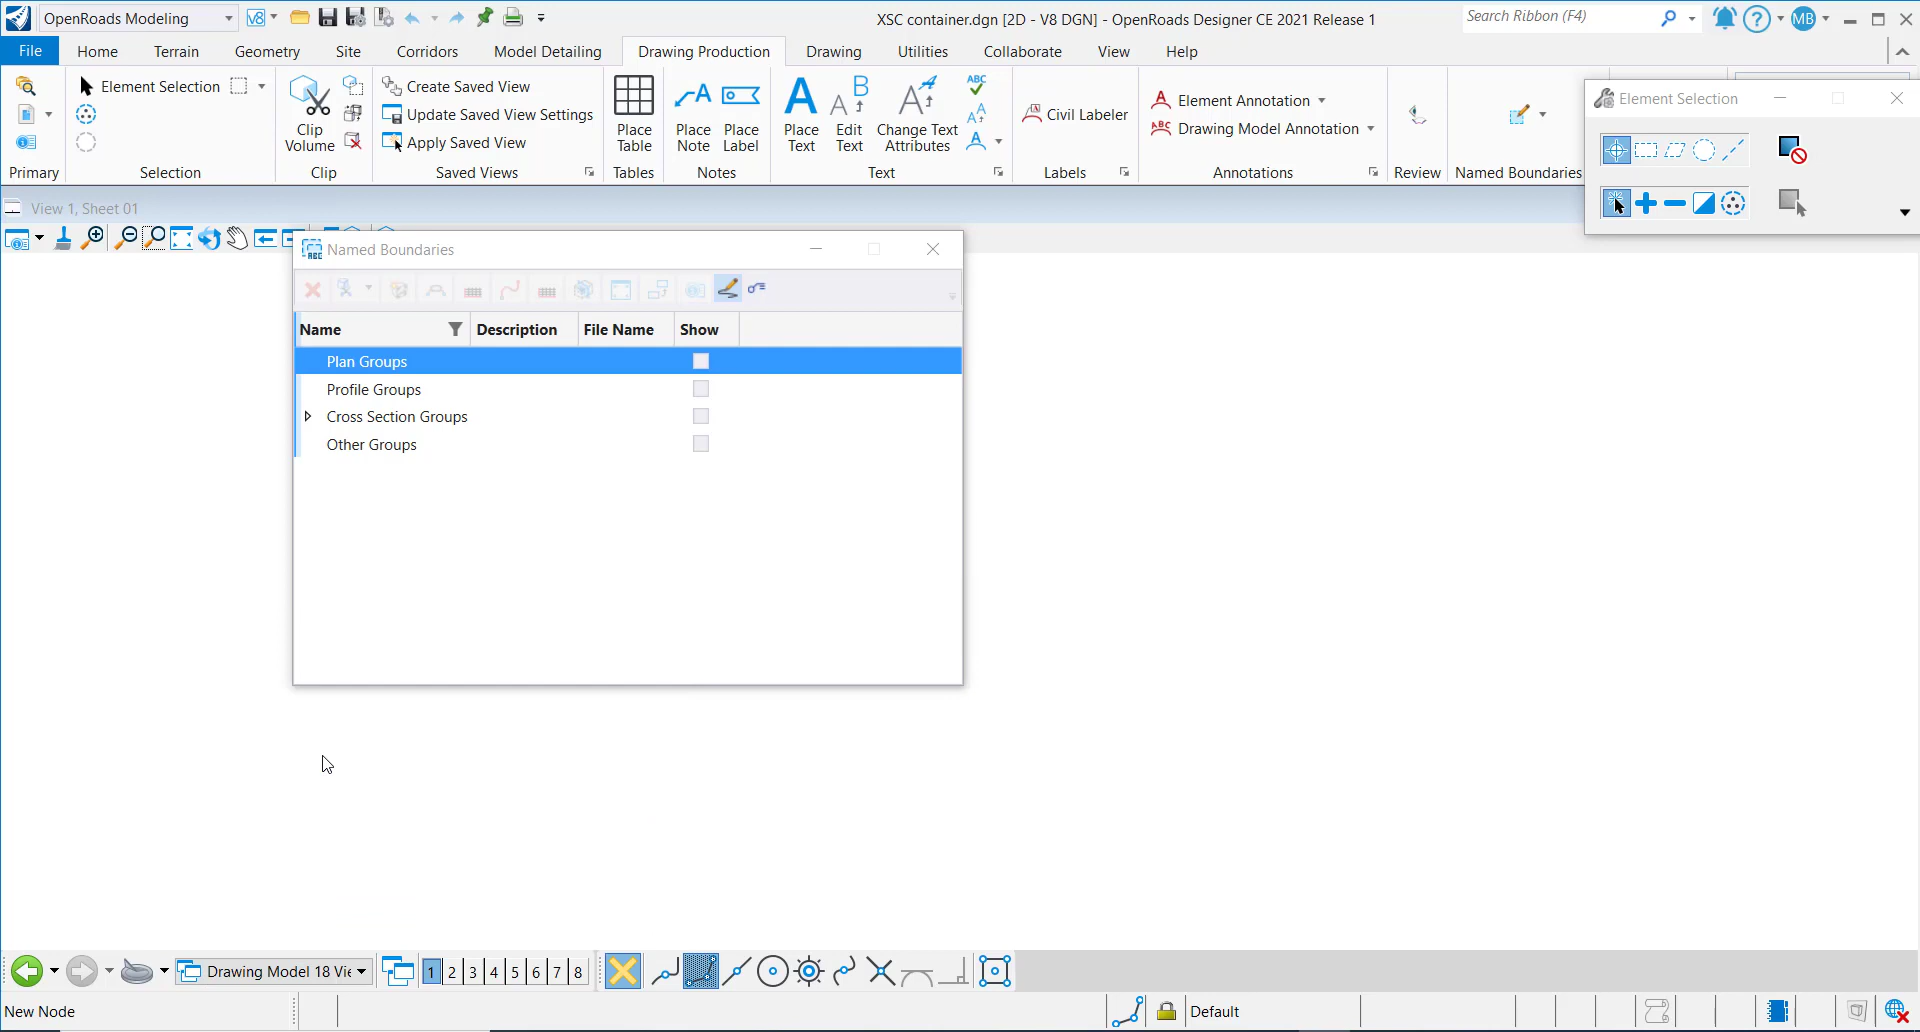 OpenRoads Modeling
V8
XSC container.dgn [2D - V8 DGN] - OpenRoads Designer CE 2021 Release 1
Search Ribbon (F4)
MB
File
Home
Terrain
Geometry
Site
Corridors
Model Detailing
Drawing Production
Drawing
Utilities
Collaborate
View
Help
Element Selection
Clip
Volume
Create Saved View
Update Saved View Settings
Apply Saved View
Place
Table
Place
Note
Place
Label
Place
Text
Edit
Text
Change Text
Attributes
ABC
Civil Labeler
Element Annotation
ABC
Drawing Model Annotation
Primary
Selection
Clip
Saved Views
Tables
Notes
Text
Labels
Annotations
Review
Named Boundaries
Element Selection
View 1, Sheet 01
ABC
Named Boundaries
Name
Description
File Name
Show
Plan Groups
Profile Groups
Cross Section Groups
Other Groups
Drawing Model 18 Vie
1 2 3 4 5 6 7 8
New Node
Default